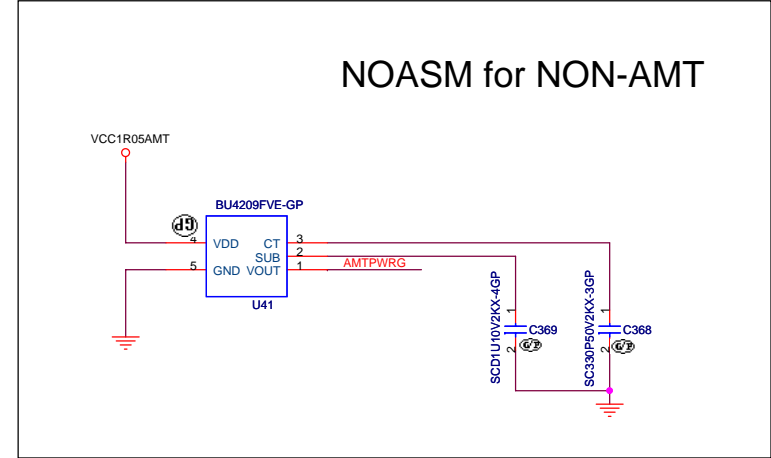 NOASM for NON-AMT
VCC1R05AMT
BU4209FVE-GP
GP
4 VDD CT 3
SUB 2
5 GND VOUT 1 AMTPWRG
U41
SCD1U10V2KX-4GP
1
C369
2
G/P
SC330P50V2KX-3GP
1
C368
2
G/P